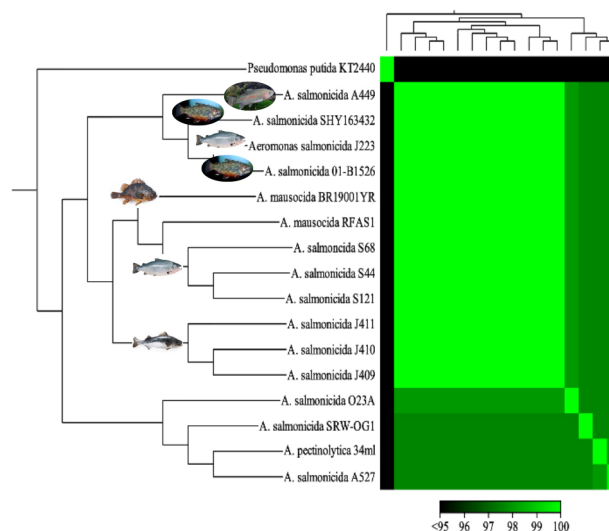 Pseudomonas putida KT2440
A. salmonicida A449
A. salmonicida SHY163432
Aeromonas salmonicida J223
A. salmonicida 01-B1526
A. mausocida BR19001YR
A. mausocida RFAS1
A. salmoncida S68
A. salmonicida S44
A. salmonicida S121
A. salmonicida J411
A. salmonicida J410
A. salmonicida J409
A. salmonicida O23A
A. salmonicida SRW-OG1
A. pectinolytica 34ml
A. salmonicida A527
<95 96 97 98 99 100